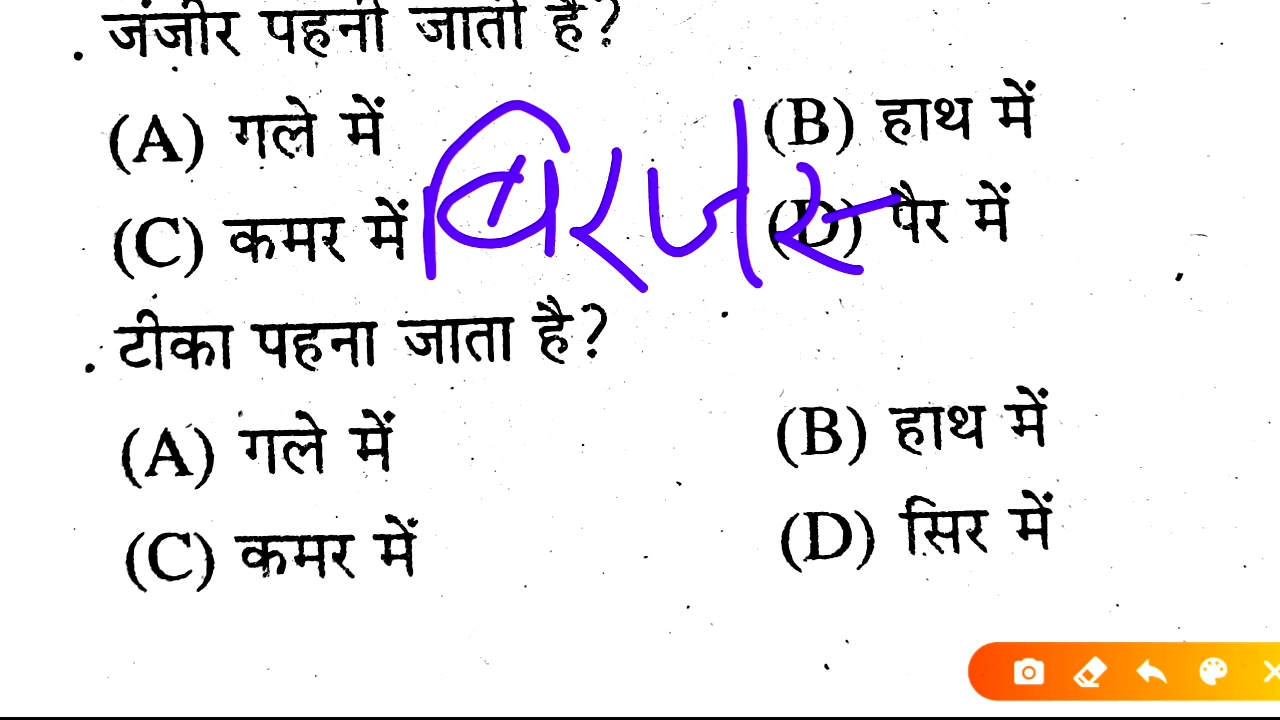 . जंजीर पहनी जाती है?
(A) गले में (B) हाथ में
(C) कमर में (D) पैर में
. टीका पहना जाता है?
(A) गले में (B) हाथ में
(C) कमर में (D) सिर में